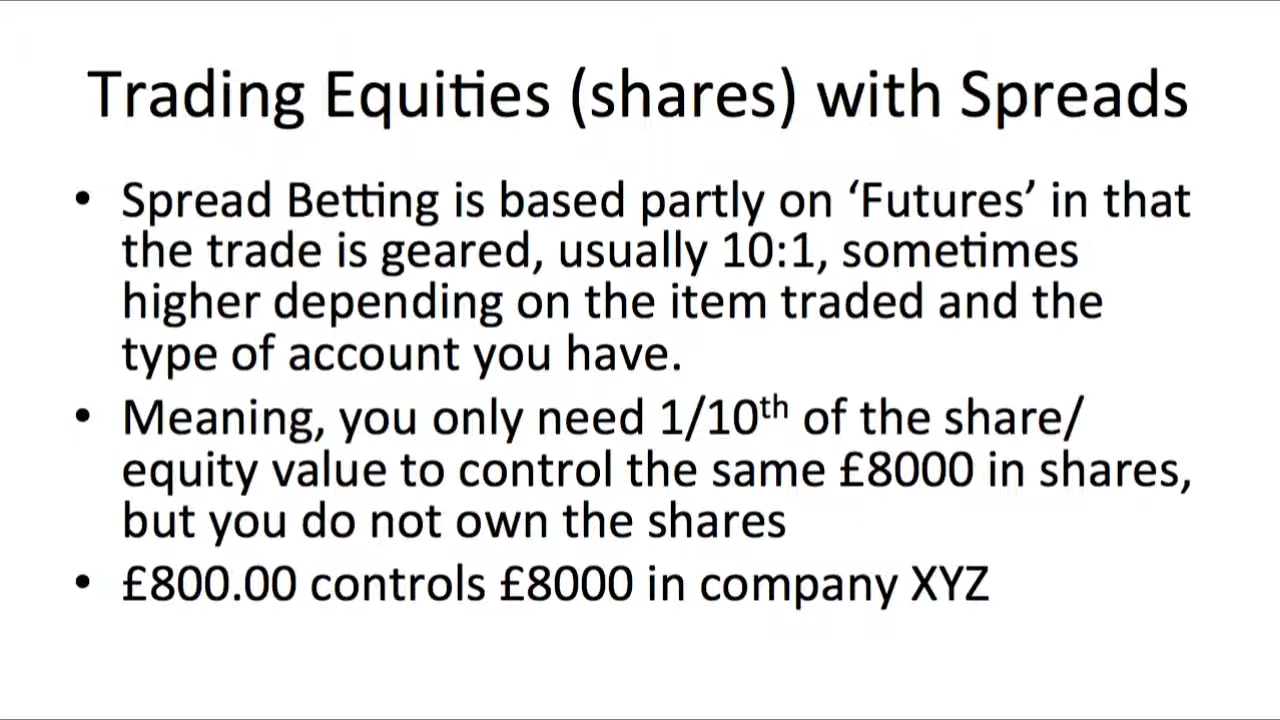 Trading Equities (shares) with Spreads
• Spread Betting is based partly on ‘Futures’ in that
the trade is geared, usually 10:1, sometimes
higher depending on the item traded and the
type of account you have.
• Meaning, you only need 1/10th of the share/
equity value to control the same £8000 in shares,
but you do not own the shares
• £800.00 controls £8000 in company XYZ